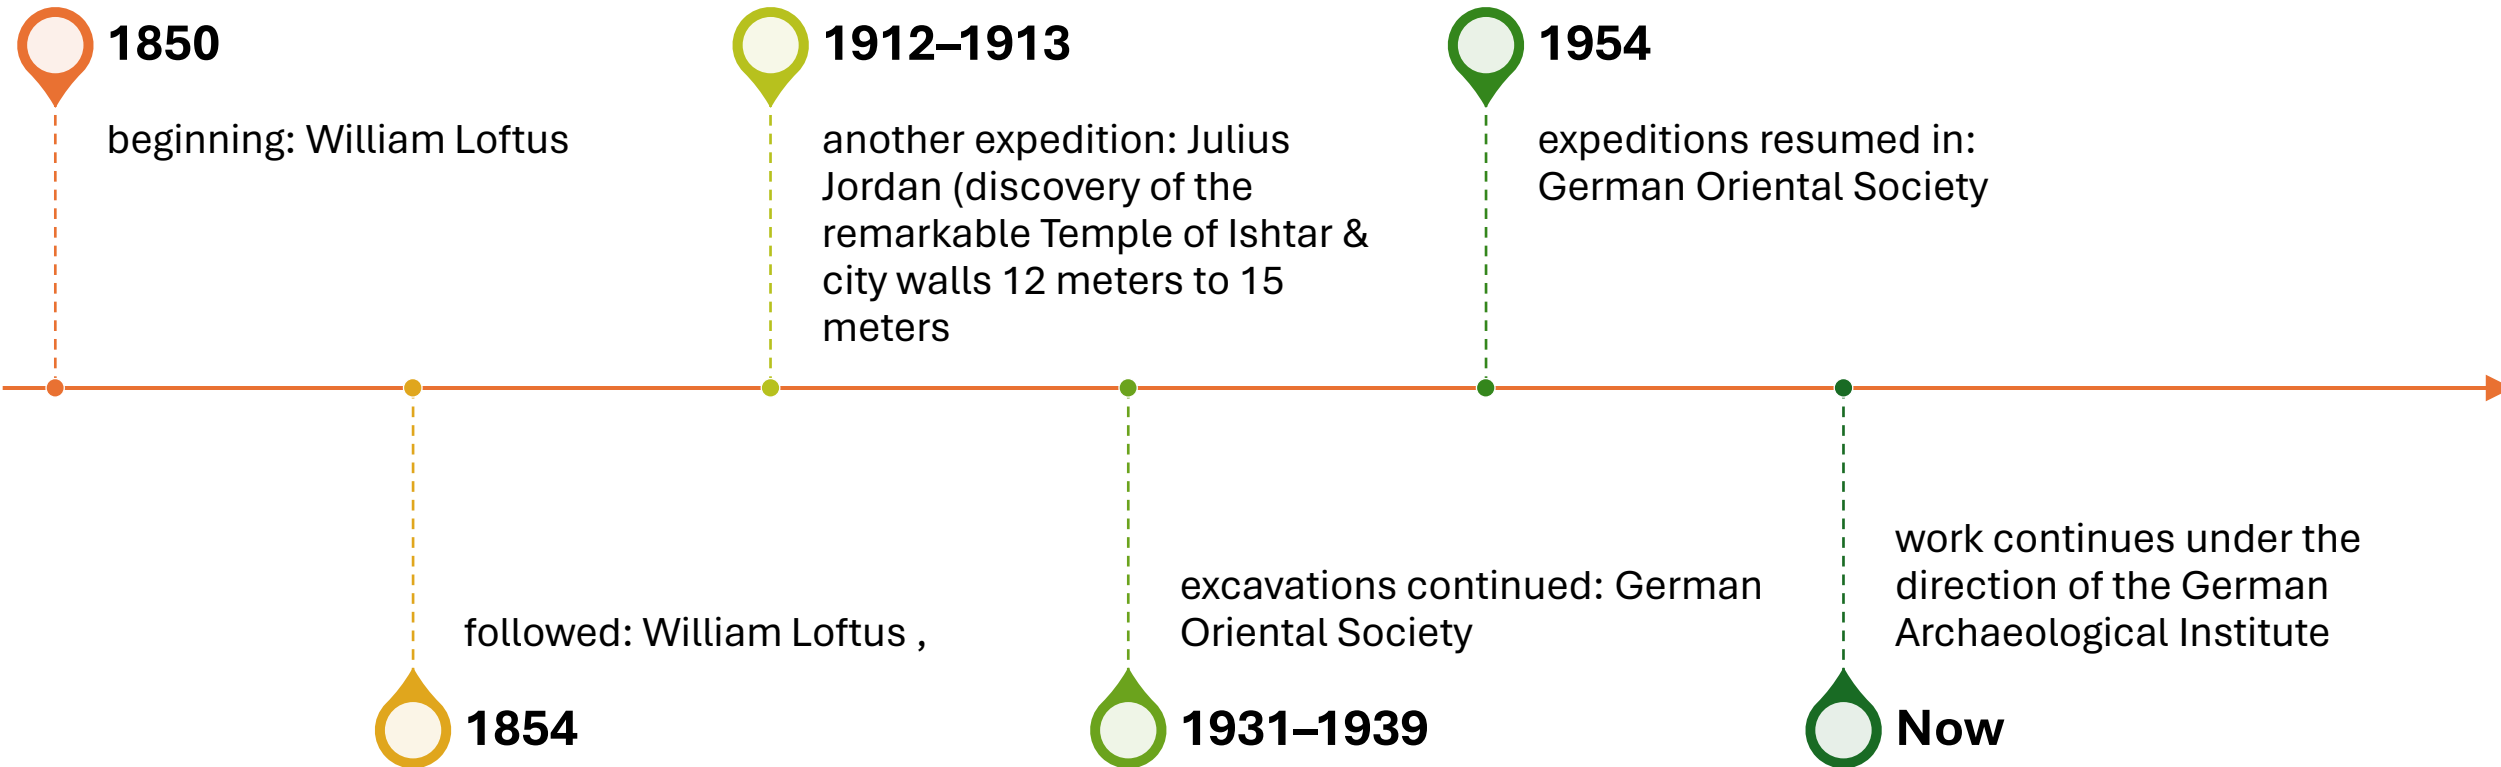 1850
beginning: William Loftus
1912–1913
another expedition: Julius
Jordan (discovery of the
remarkable Temple of Ishtar &
city walls 12 meters to 15
meters
1954
expeditions resumed in:
German Oriental Society
followed: William Loftus ,
1854
excavations continued: German
Oriental Society
1931–1939
work continues under the
direction of the German
Archaeological Institute
Now